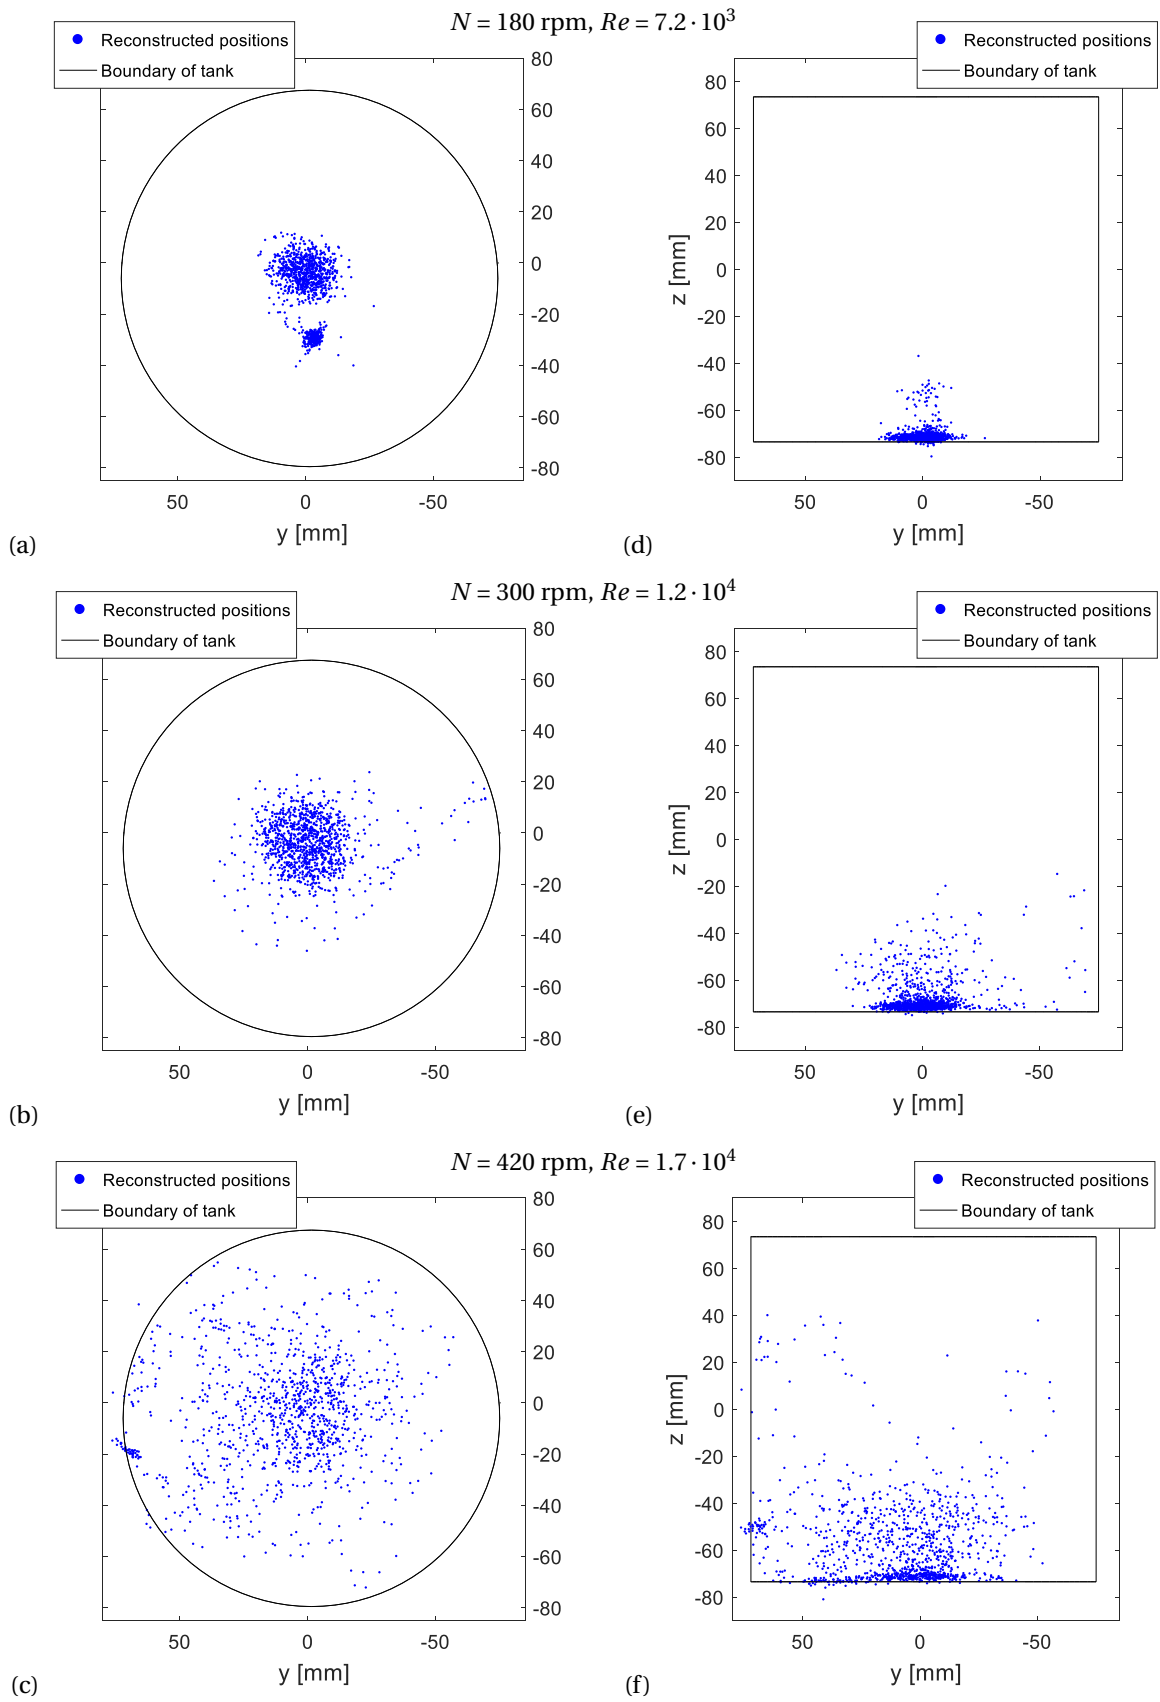 N = 180 rpm, Re = 7.2 · 10³
Reconstructed positions
Boundary of tank
80
60
40
20
0
-20
-40
-60
-80
50 0 -50
y [mm]
(a)
Reconstructed positions
Boundary of tank
80
60
40
20
0
-20
-40
-60
-80
z [mm]
50 0 -50
y [mm]
(d)
N = 300 rpm, Re = 1.2 · 10⁴
Reconstructed positions
Boundary of tank
80
60
40
20
0
-20
-40
-60
-80
50 0 -50
y [mm]
(b)
Reconstructed positions
Boundary of tank
80
60
40
20
0
-20
-40
-60
-80
z [mm]
50 0 -50
y [mm]
(e)
N = 420 rpm, Re = 1.7 · 10⁴
Reconstructed positions
Boundary of tank
80
60
40
20
0
-20
-40
-60
-80
50 0 -50
y [mm]
(c)
Reconstructed positions
Boundary of tank
80
60
40
20
0
-20
-40
-60
-80
z [mm]
50 0 -50
y [mm]
(f)